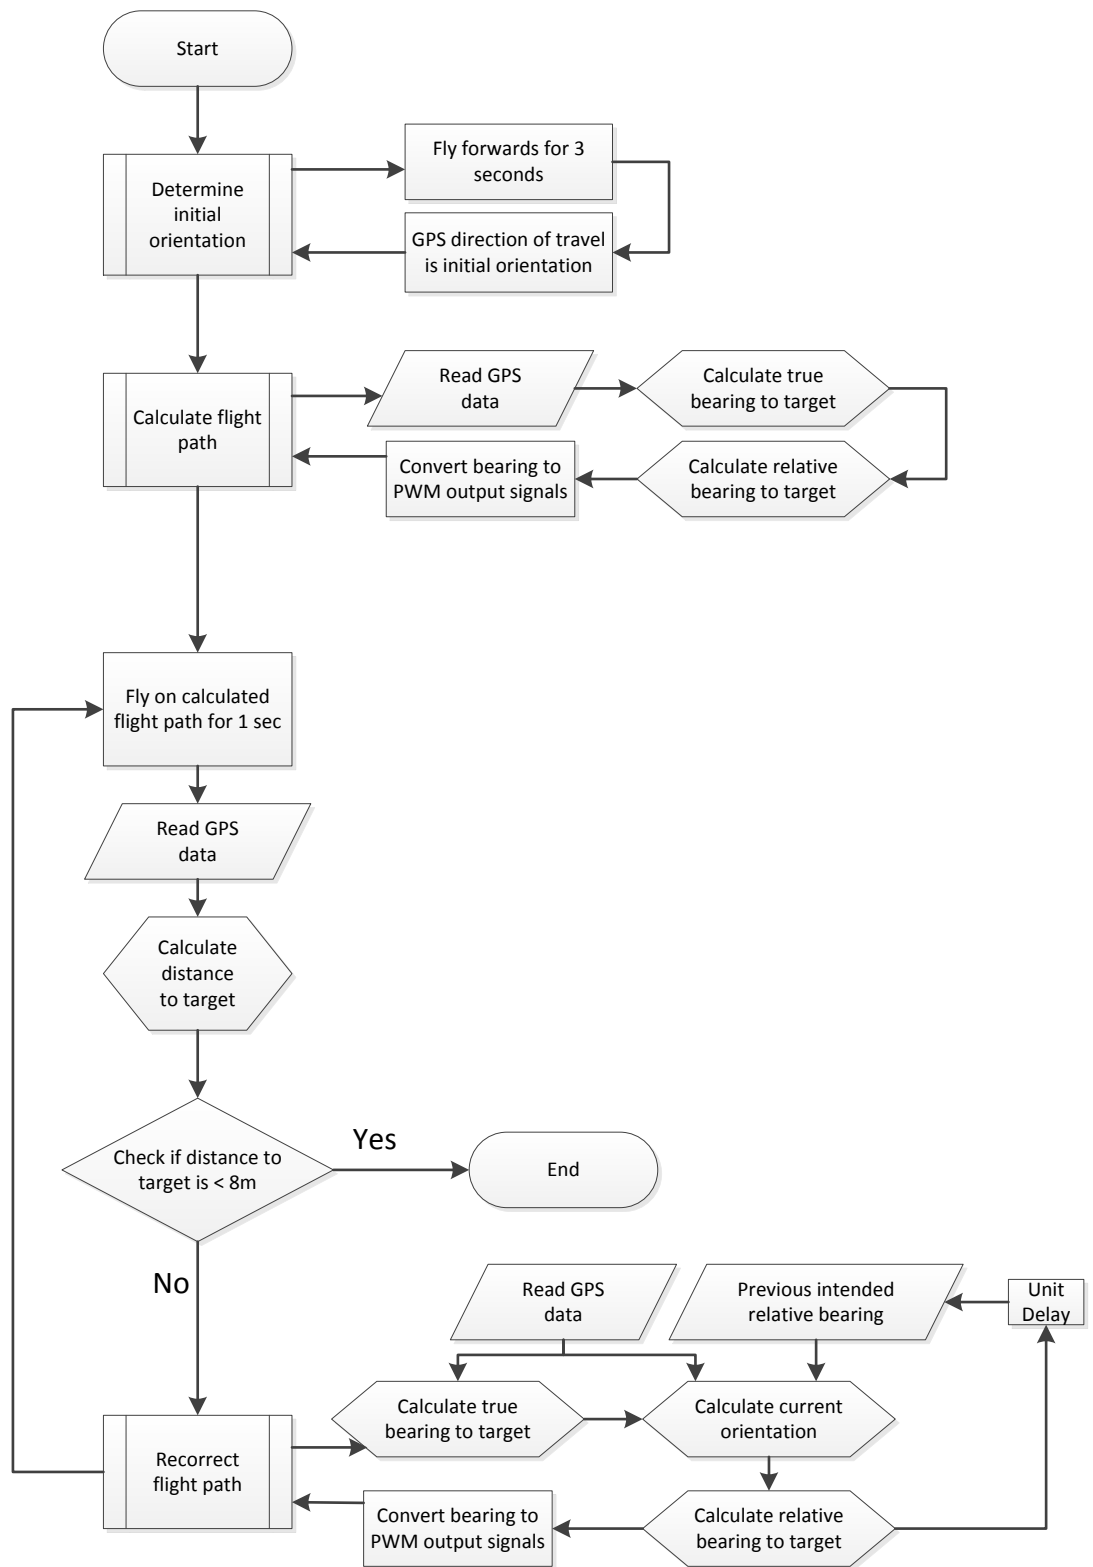 Start
Determine
initial
orientation
Fly forwards for 3
seconds
GPS direction of travel
is initial orientation
Calculate flight
path
Read GPS
data
Calculate true
bearing to target
Calculate relative
bearing to target
Convert bearing to
PWM output signals
Fly on calculated
flight path for 1 sec
Read GPS
data
Calculate
distance
to target
Check if distance to
target is < 8m
Yes
End
No
Read GPS
data
Previous intended
relative bearing
Unit
Delay
Calculate true
bearing to target
Calculate current
orientation
Recorrect
flight path
Convert bearing to
PWM output signals
Calculate relative
bearing to target